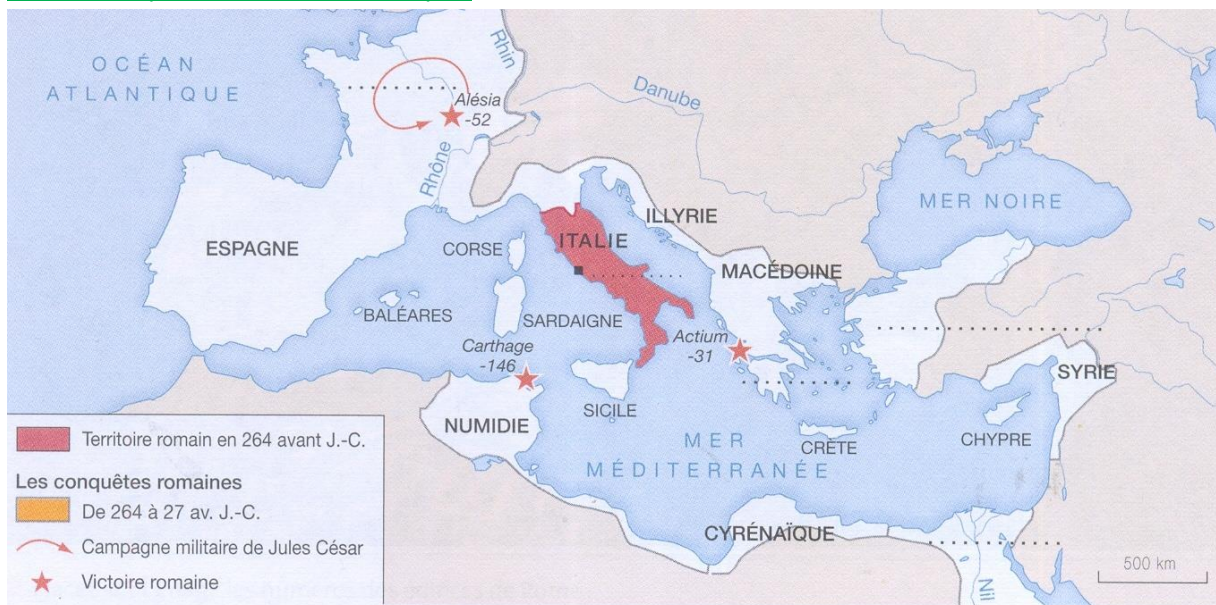 OCÉAN
ATLANTIQUE
Rhin
Danube
Alésia
-52
Rhône
MER NOIRE
ILLYRIE
ESPAGNE
CORSE
ITALIE
MACÉDOINE
BALÉARES
SARDAIGNE
Actium
-31
Carthage
-146
SYRIE
SICILE
NUMIDIE
MER
MÉDITERRANÉE
CRÈTE
CHYPRE
CYRÉNAÏQUE
Nil
500 km
Territoire romain en 264 avant J.-C.
Les conquêtes romaines
De 264 à 27 av. J.-C.
Campagne militaire de Jules César
Victoire romaine